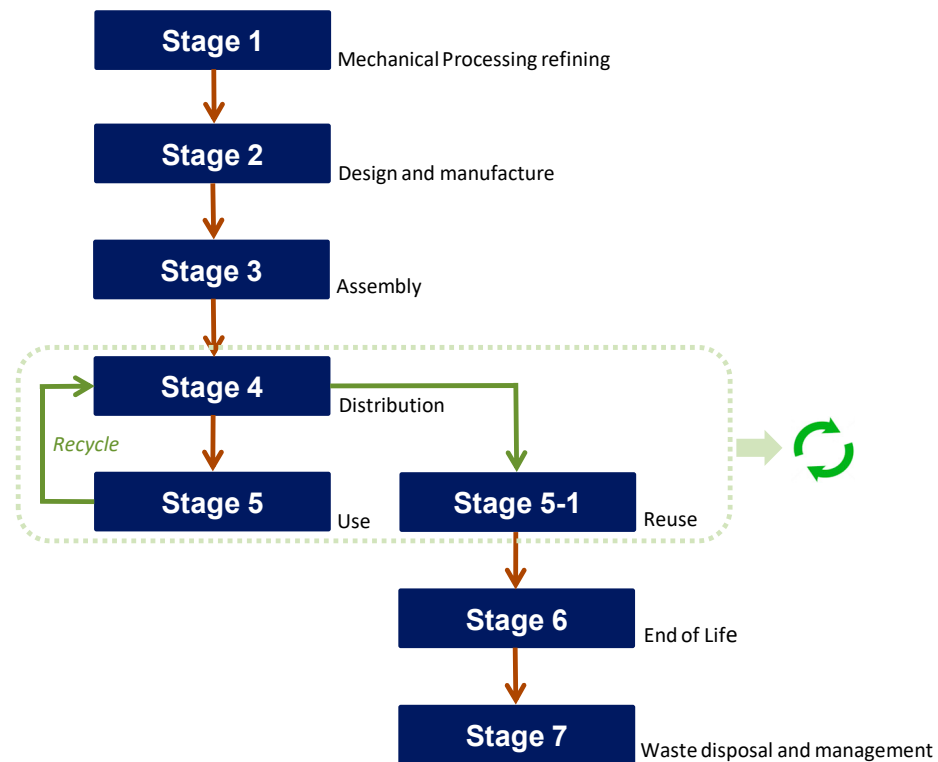 Stage 1
Mechanical Processing refining
Stage 2
Design and manufacture
Stage 3
Assembly
Stage 4
Distribution
Recycle
Stage 5
Use
Stage 5-1
Reuse
Stage 6
End of Life
Stage 7
Waste disposal and management